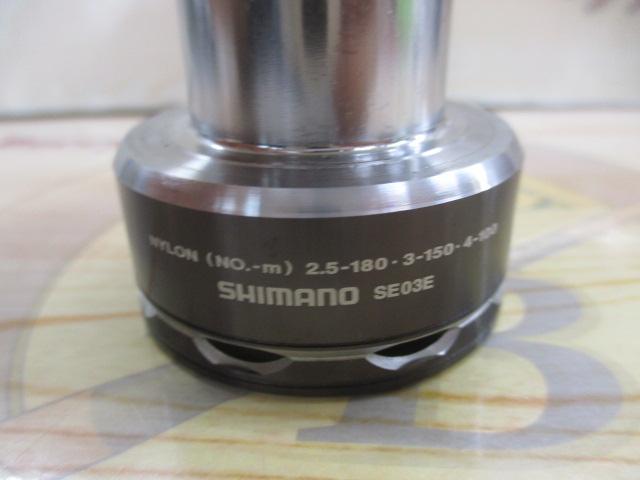 NYLON (NO.-m) 2.5-180・3-150・4-100
SHIMANO SE03E
B